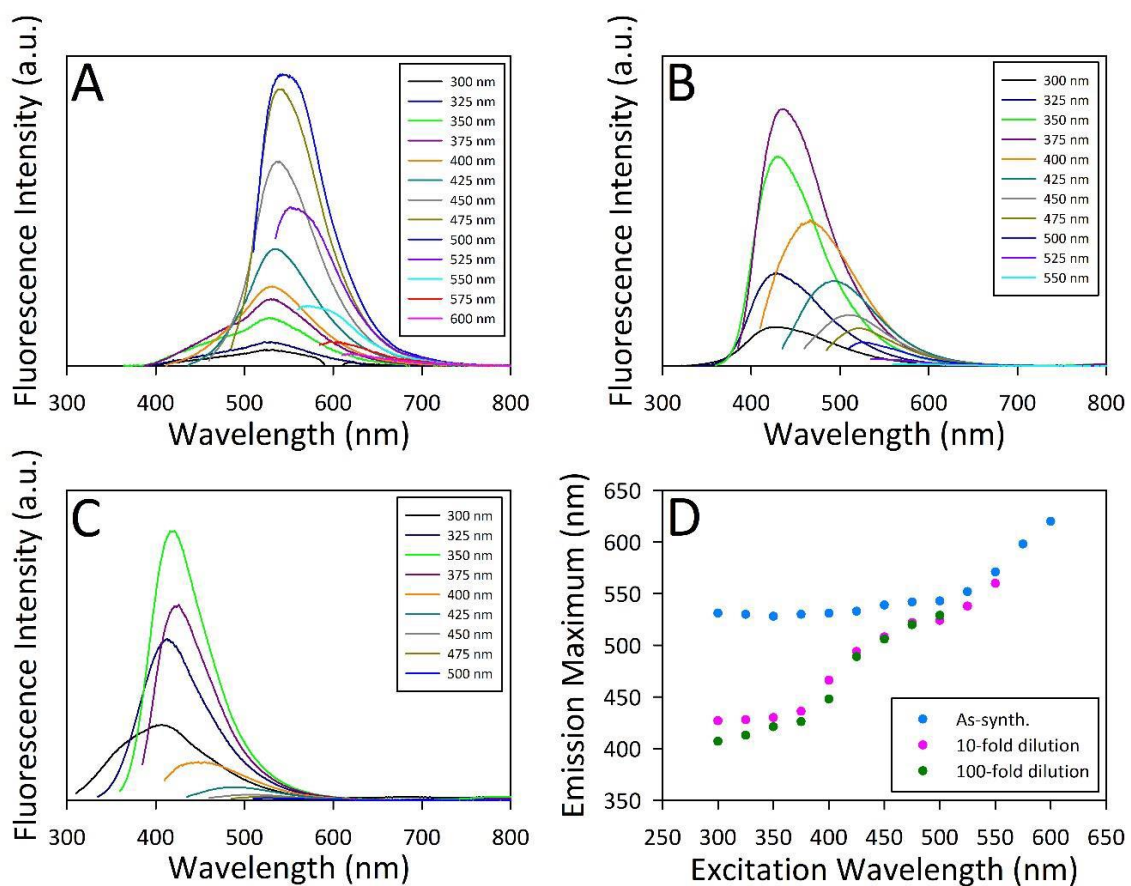 A
Fluorescence Intensity (a.u.)
300 nm
325 nm
350 nm
375 nm
400 nm
425 nm
450 nm
475 nm
500 nm
525 nm
550 nm
575 nm
600 nm
300 400 500 600 700 800
Wavelength (nm)
B
Fluorescence Intensity (a.u.)
300 nm
325 nm
350 nm
375 nm
400 nm
425 nm
450 nm
475 nm
500 nm
525 nm
550 nm
300 400 500 600 700 800
Wavelength (nm)
C
Fluorescence Intensity (a.u.)
300 nm
325 nm
350 nm
375 nm
400 nm
425 nm
450 nm
475 nm
500 nm
300 400 500 600 700 800
Wavelength (nm)
D
Emission Maximum (nm)
650
600
550
500
450
400
350
As-synth.
10-fold dilution
100-fold dilution
250 300 350 400 450 500 550 600 650
Excitation Wavelength (nm)